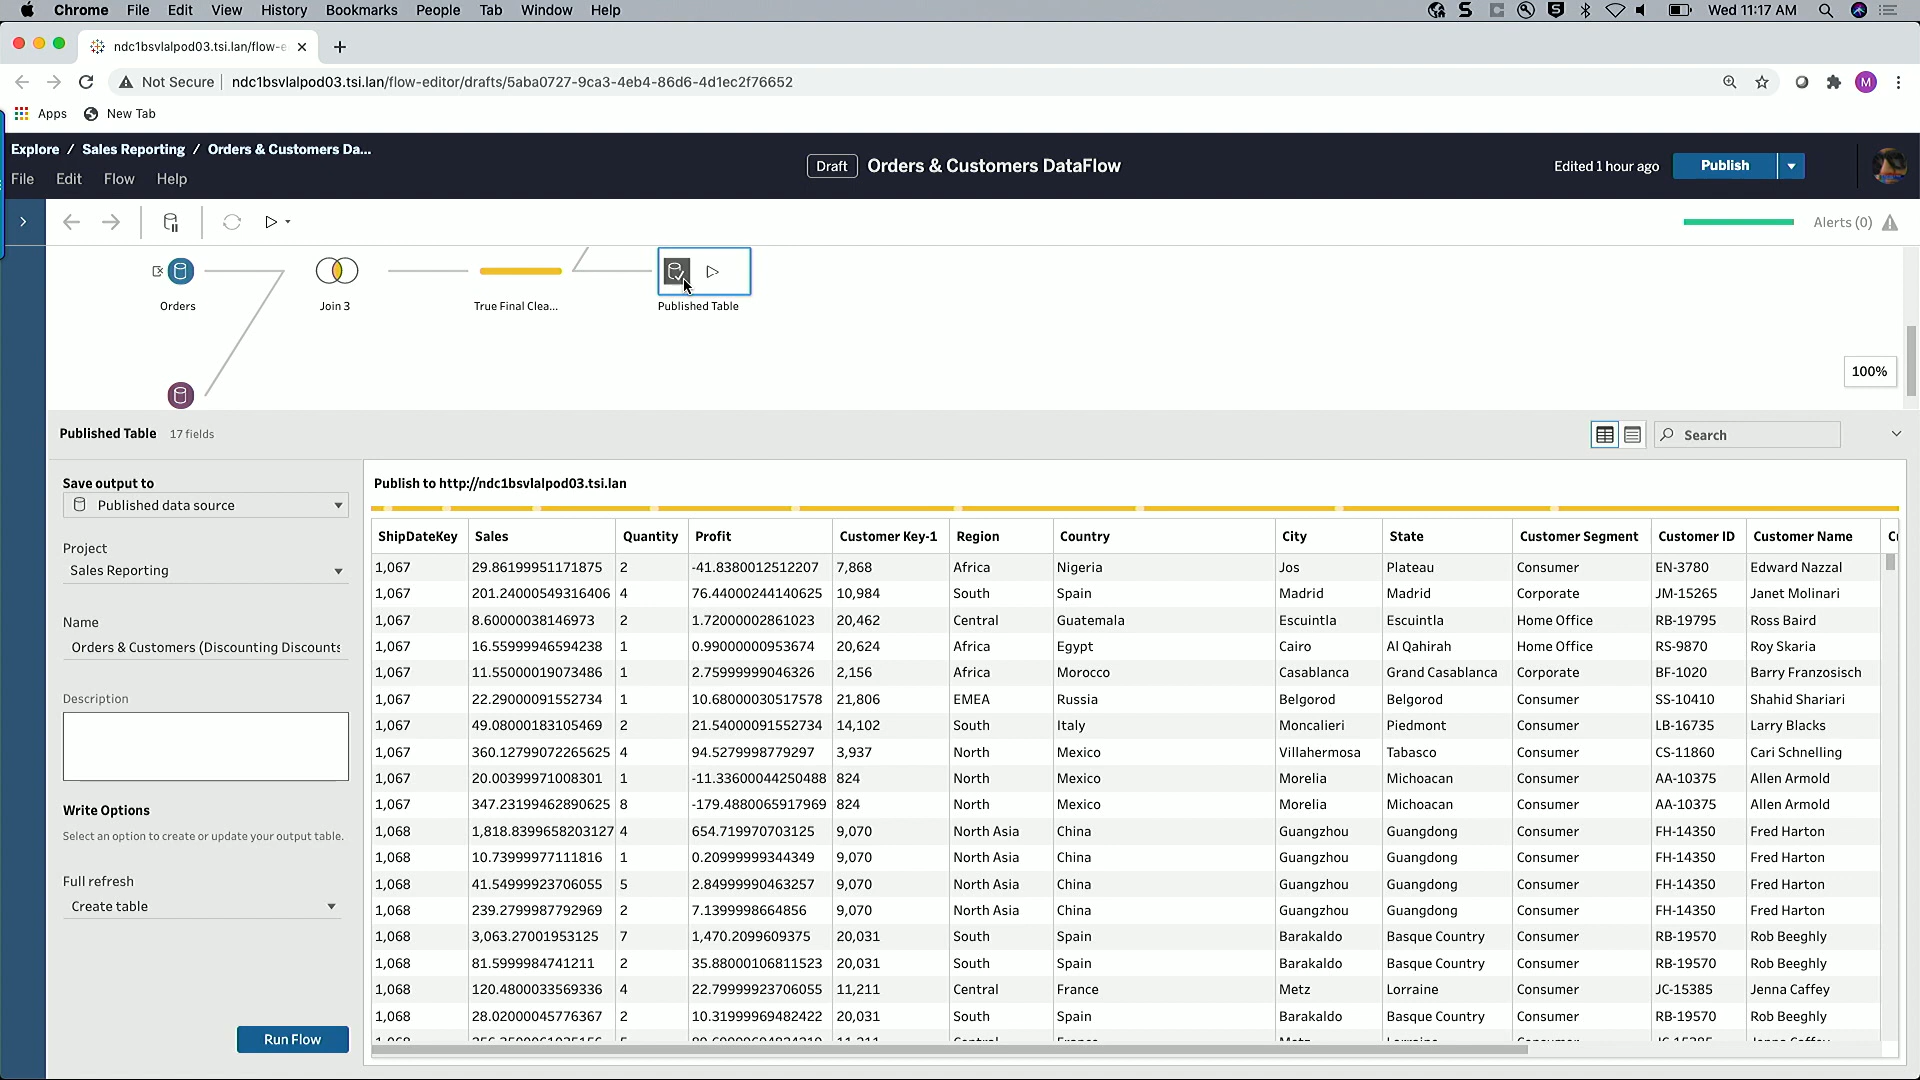 Chrome File Edit View History Bookmarks People Tab Window Help Wed 11:17 AM
ndc1bsvlalpod03.tsi.lan/flow-e
Not Secure ndc1bsvlalpod03.tsi.lan/flow-editor/drafts/5aba0727-9ca3-4eb4-86d6-4d1ec2f76652 M
Apps New Tab
Explore / Sales Reporting / Orders & Customers Da...
Draft Orders & Customers DataFlow Edited 1 hour ago Publish
File Edit Flow Help
Alerts (0)
Orders Join 3 True Final Clea... Published Table
100%
Published Table 17 fields Search
Save output to
Published data source
Project
Sales Reporting
Name
Orders & Customers (Discounting Discounts
Description
Write Options
Select an option to create or update your output table.
Full refresh
Create table
Run Flow
Publish to http://ndc1bsvlalpod03.tsi.lan
ShipDateKey Sales Quantity Profit Customer Key-1 Region Country City State Customer Segment Customer ID Customer Name
1,067 29.86199951171875 2 -41.8380012512207 7,868 Africa Nigeria Jos Plateau Consumer EN-3780 Edward Nazzal
1,067 201.24000549316406 4 76.44000244140625 10,984 South Spain Madrid Madrid Corporate JM-15265 Janet Molinari
1,067 8.60000038146973 2 1.72000002861023 20,462 Central Guatemala Escuintla Escuintla Home Office RB-19795 Ross Baird
1,067 16.55999946594238 1 0.99000000953674 20,624 Africa Egypt Cairo Al Qahirah Home Office RS-9870 Roy Skaria
1,067 11.55000019073486 1 2.75999999046326 2,156 Africa Morocco Casablanca Grand Casablanca Corporate BF-1020 Barry Franzosisch
1,067 22.29000091552734 1 10.68000030517578 21,806 EMEA Russia Belgorod Belgorod Consumer SS-10410 Shahid Shariari
1,067 49.08000183105469 2 21.54000091552734 14,102 South Italy Moncalieri Piedmont Consumer LB-16735 Larry Blacks
1,067 360.12799072265625 4 94.5279998779297 3,937 North Mexico Villahermosa Tabasco Consumer CS-11860 Cari Schnelling
1,067 20.00399971008301 1 -11.33600044250488 824 North Mexico Morelia Michoacan Consumer AA-10375 Allen Armold
1,067 347.23199462890625 8 -179.4880065917969 824 North Mexico Morelia Michoacan Consumer AA-10375 Allen Armold
1,068 1,818.8399658203127 4 654.719970703125 9,070 North Asia China Guangzhou Guangdong Consumer FH-14350 Fred Harton
1,068 10.73999977111816 1 0.20999999344349 9,070 North Asia China Guangzhou Guangdong Consumer FH-14350 Fred Harton
1,068 41.54999923706055 5 2.84999990463257 9,070 North Asia China Guangzhou Guangdong Consumer FH-14350 Fred Harton
1,068 239.2799987792969 2 7.1399998664856 9,070 North Asia China Guangzhou Guangdong Consumer FH-14350 Fred Harton
1,068 3,063.27001953125 7 1,470.2099609375 20,031 South Spain Barakaldo Basque Country Consumer RB-19570 Rob Beeghly
1,068 81.5999984741211 2 35.88000106811523 20,031 South Spain Barakaldo Basque Country Consumer RB-19570 Rob Beeghly
1,068 120.4800033569336 4 22.79999923706055 11,211 Central France Metz Lorraine Consumer JC-15385 Jenna Caffey
1,068 28.02000045776367 2 10.31999969482422 20,031 South Spain Barakaldo Basque Country Consumer RB-19570 Rob Beeghly